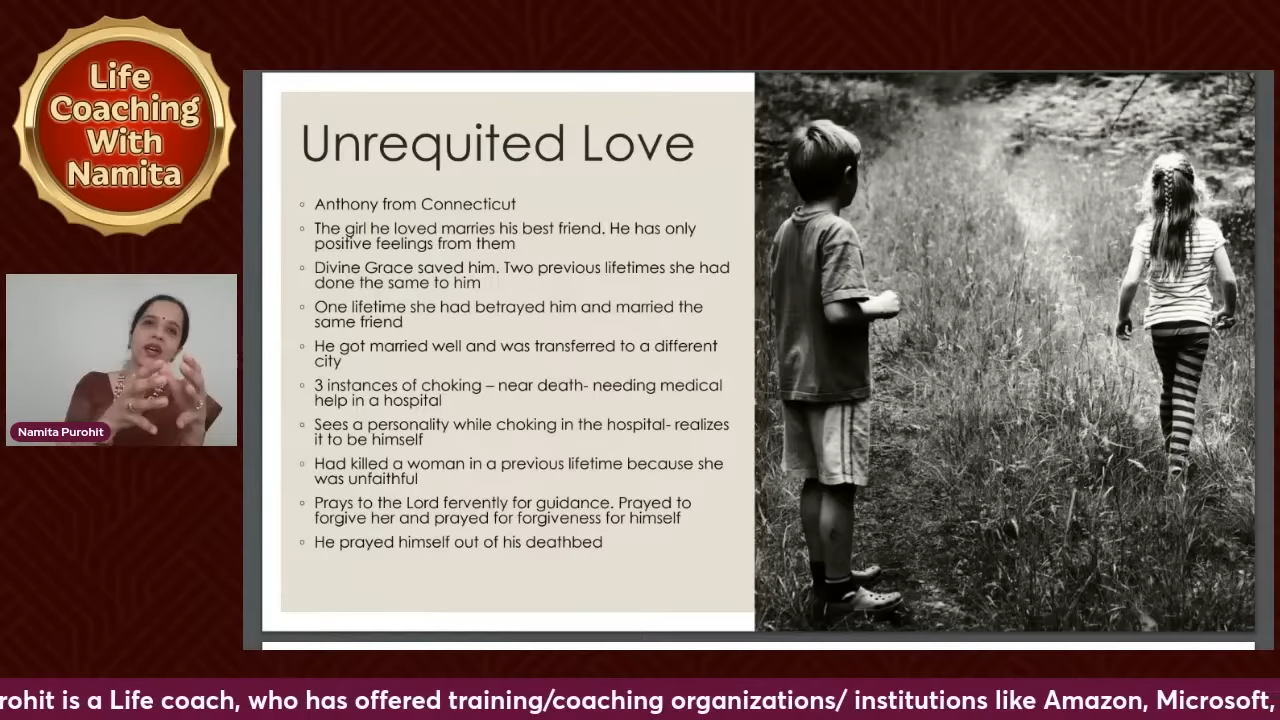 Life
Coaching
With
Namita
Namita Purohit
Unrequited Love
◦ Anthony from Connecticut
◦ The girl he loved marries his best friend. He has only
positive feelings from them
◦ Divine Grace saved him. Two previous lifetimes she had
done the same to him
◦ One lifetime she had betrayed him and married the
same friend
◦ He got married well and was transferred to a different
city
◦ 3 instances of choking – near death- needing medical
help in a hospital
◦ Sees a personality while choking in the hospital- realizes
it to be himself
◦ Had killed a woman in a previous lifetime because she
was unfaithful
◦ Prays to the Lord fervently for guidance. Prayed to
forgive her and prayed for forgiveness for himself
◦ He prayed himself out of his deathbed
rohit is a Life coach, who has offered training/coaching organizations/ institutions like Amazon, Microsoft,